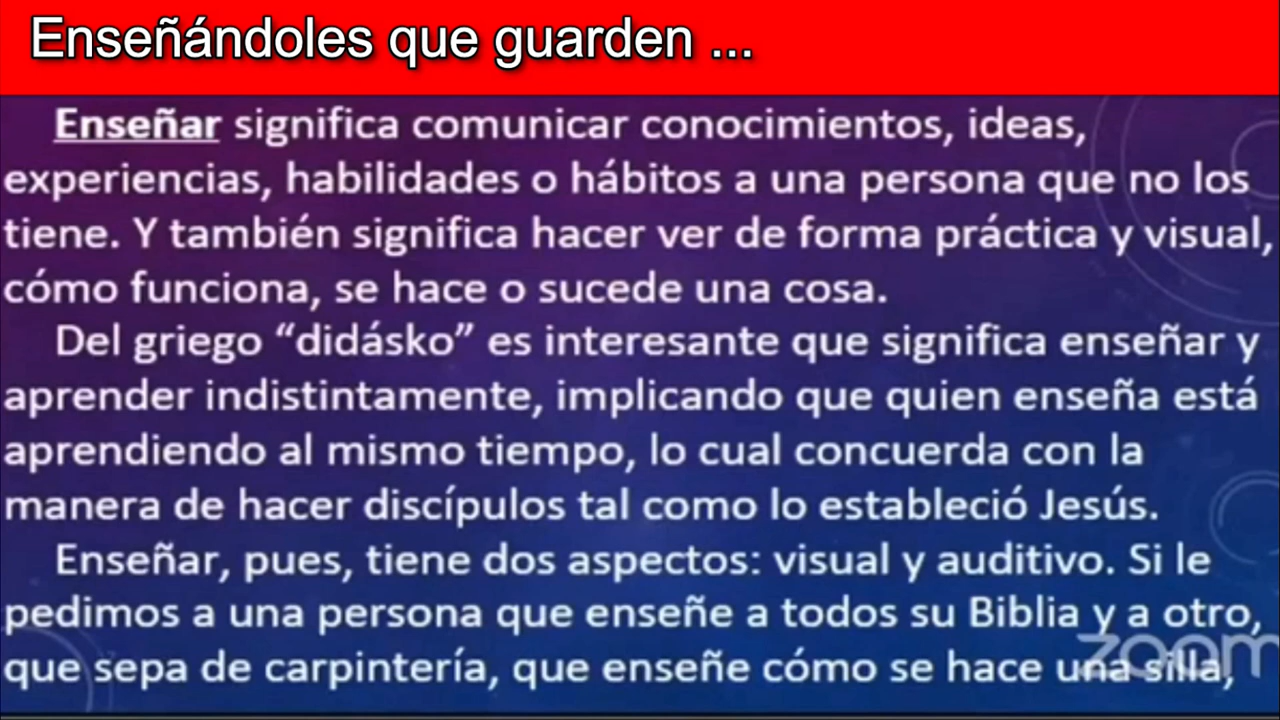 Enseñándoles que guarden ...
Enseñar significa comunicar conocimientos, ideas,
experiencias, habilidades o hábitos a una persona que no los
tiene. Y también significa hacer ver de forma práctica y visual,
cómo funciona, se hace o sucede una cosa.
Del griego “didásko” es interesante que significa enseñar y
aprender indistintamente, implicando que quien enseña está
aprendiendo al mismo tiempo, lo cual concuerda con la
manera de hacer discípulos tal como lo estableció Jesús.
Enseñar, pues, tiene dos aspectos: visual y auditivo. Si le
pedimos a una persona que enseñe a todos su Biblia y a otro,
que sepa de carpintería, que enseñe cómo se hace una silla,
zoom